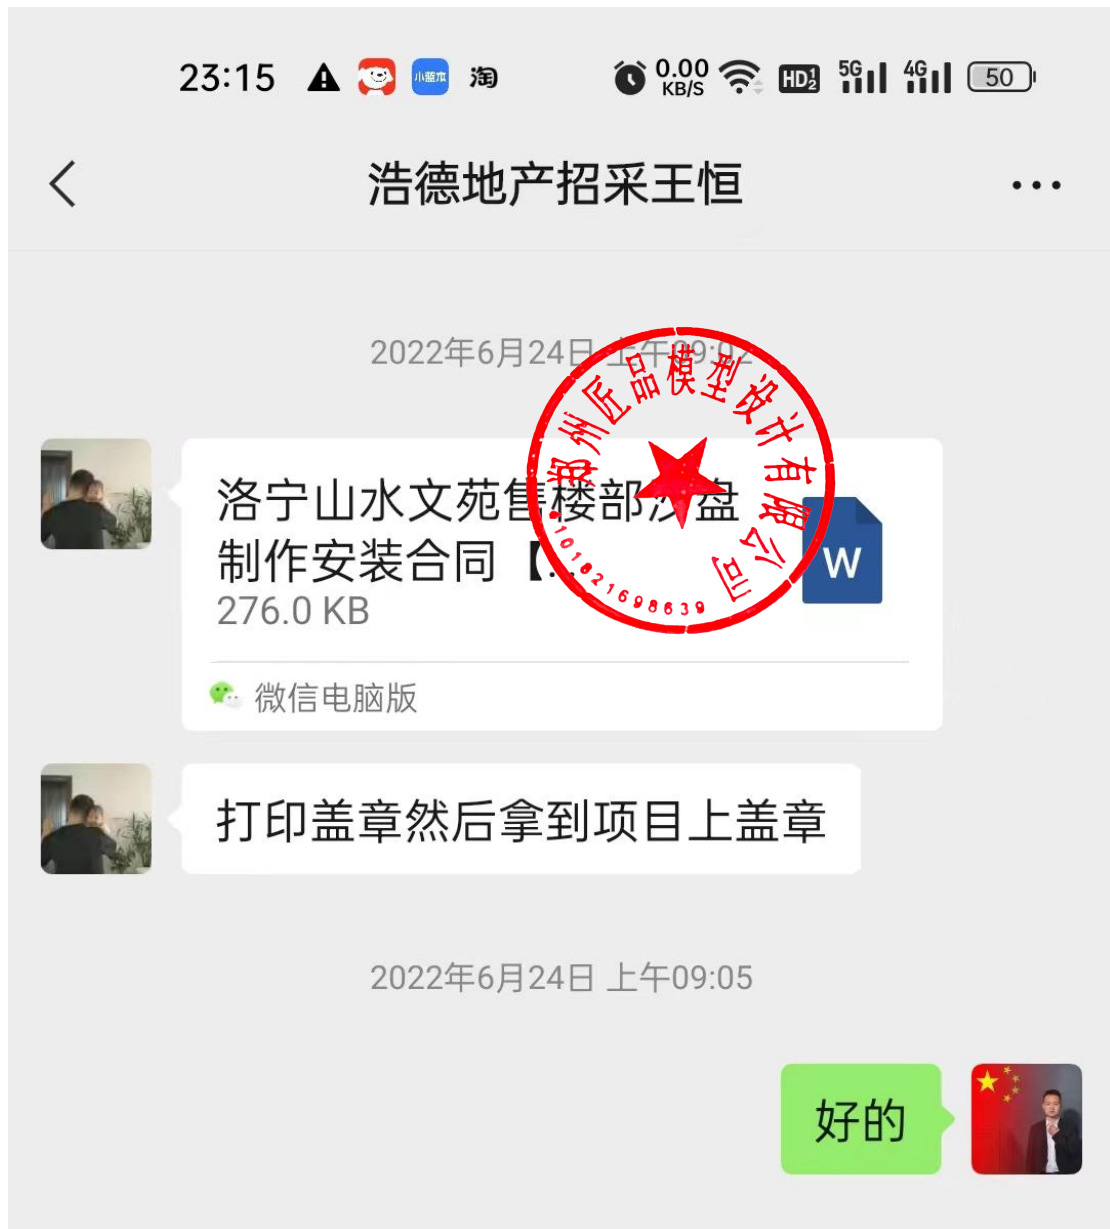 23:15 小蓝本 淘 0.00 KB/S HD 5G 4G 50
浩德地产招采王恒
2022年6月24日 上午09:02
洛宁山水文苑售楼部沙盘
制作安装合同【...
276.0 KB
W
微信电脑版
郑州匠品模型设计有限公司
打印盖章然后拿到项目上盖章
2022年6月24日 上午09:05
好的